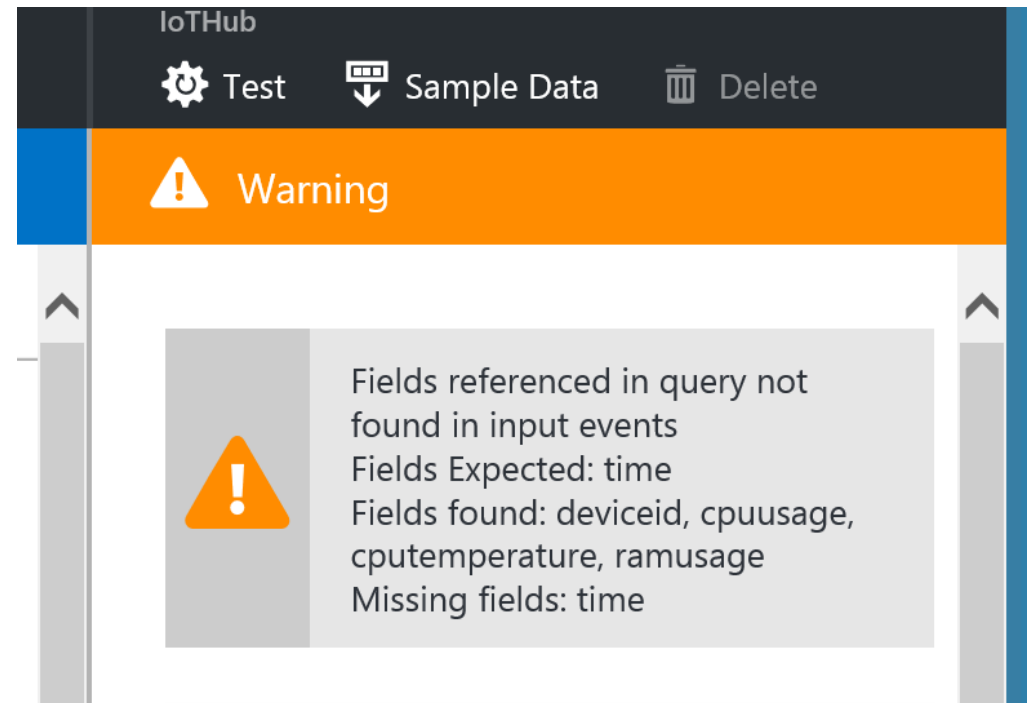 IoTHub
Test Sample Data Delete
Warning
Fields referenced in query not
found in input events
Fields Expected: time
Fields found: deviceid, cpuusage,
cputemperature, ramusage
Missing fields: time